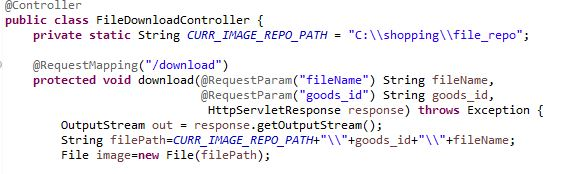 @Controller
public class FileDownloadController {
    private static String CURR_IMAGE_REPO_PATH = "C:\\shopping\\file_repo";
    @RequestMapping("/download")
    protected void download(@RequestParam("fileName") String fileName,
                            @RequestParam("goods_id") String goods_id,
                            HttpServletResponse response) throws Exception {
        OutputStream out = response.getOutputStream();
        String filePath=CURR_IMAGE_REPO_PATH+"\\"+goods_id+"\\"+fileName;
        File image=new File(filePath);